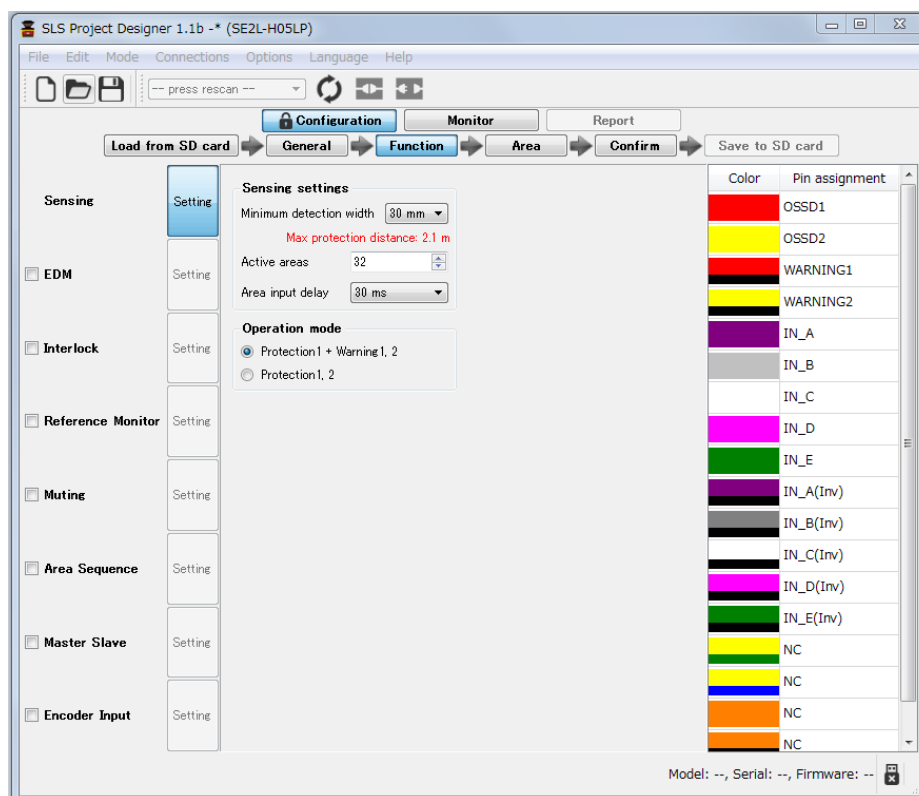 SLS Project Designer 1.1b -* (SE2L-H05LP)
File Edit Mode Connections Options Language Help
-- press rescan --
Configuration Monitor Report
Load from SD card General Function Area Confirm Save to SD card
Sensing Setting
EDM Setting
Interlock Setting
Reference Monitor Setting
Muting Setting
Area Sequence Setting
Master Slave Setting
Encoder Input Setting
Sensing settings
Minimum detection width 30 mm
Max protection distance: 2.1 m
Active areas 32
Area input delay 30 ms
Operation mode
Protection1 + Warning1, 2
Protection1, 2
Color Pin assignment
OSSD1
OSSD2
WARNING1
WARNING2
IN_A
IN_B
IN_C
IN_D
IN_E
IN_A(Inv)
IN_B(Inv)
IN_C(Inv)
IN_D(Inv)
IN_E(Inv)
NC
NC
NC
NC
Model: --, Serial: --, Firmware: --